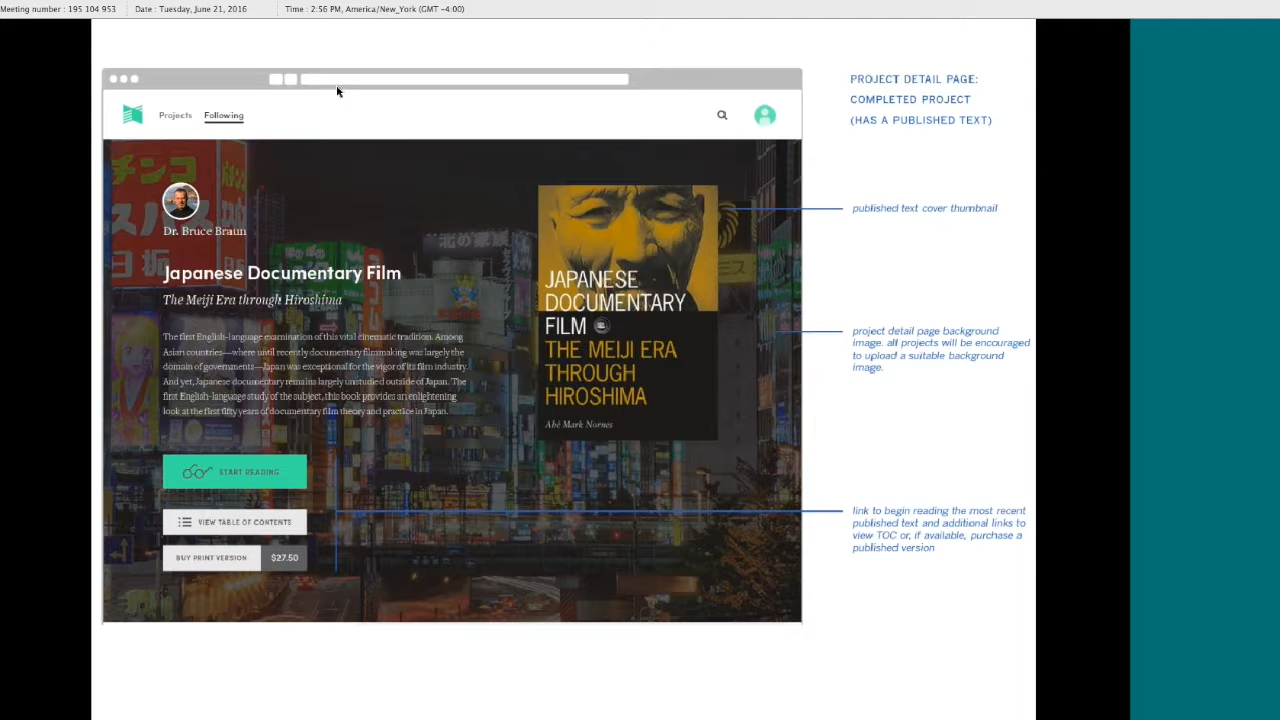 Meeting number : 195 104 953
Date : Tuesday, June 21, 2016
Time : 2:56 PM, America/New_York (GMT -4:00)
PROJECT DETAIL PAGE:
COMPLETED PROJECT
(HAS A PUBLISHED TEXT)
Projects
Following
チンコ
北の家族
Dr. Bruce Braun
Japanese Documentary Film
The Meiji Era through Hiroshima
The first English-language examination of this vital cinematic tradition. Among
Asian countries—where until recently documentary filmmaking was largely the
domain of governments—Japan was exceptional for the vigor of its film industry.
And yet, Japanese documentary remains largely unstudied outside of Japan. The
first English-language study of the subject, this book provides an enlightening
look at the first fifty years of documentary film theory and practice in Japan.
START READING
VIEW TABLE OF CONTENTS
BUY PRINT VERSION
$27.50
JAPANESE
DOCUMENTARY
FILM
THE MEIJI ERA
THROUGH
HIROSHIMA
Abé Mark Nornes
published text cover thumbnail
project detail page background
image. all projects will be encouraged
to upload a suitable background
image.
link to begin reading the most recent
published text and additional links to
view TOC or, if available, purchase a
published version